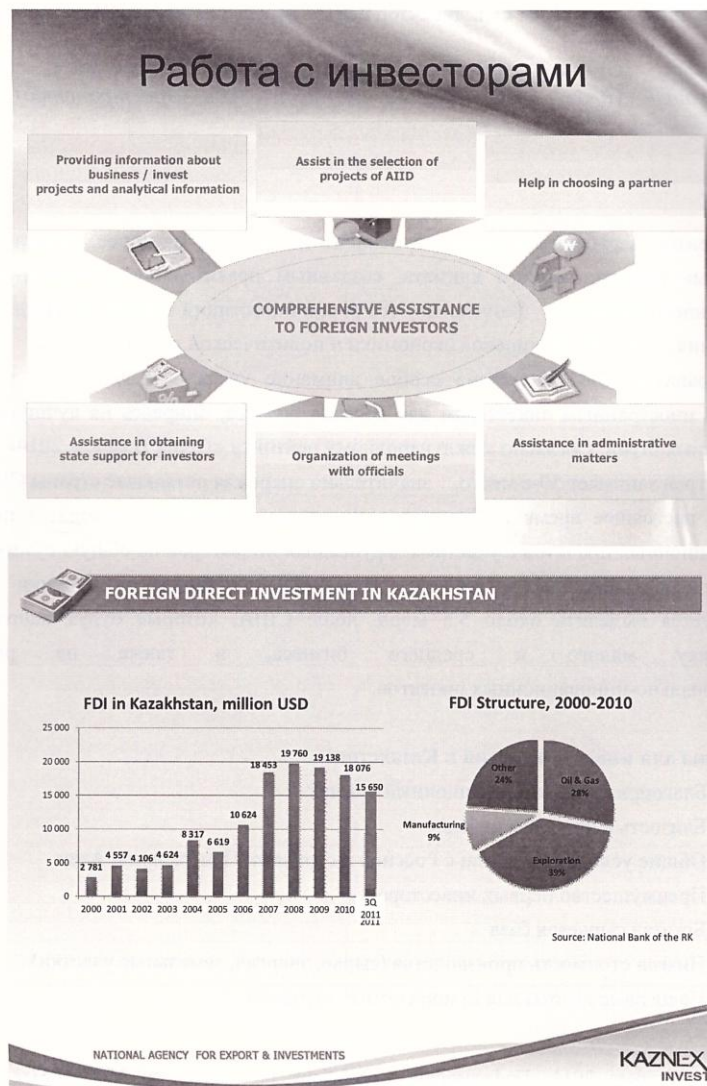 Работа с инвесторами
Providing information about
business / invest
projects and analytical information
Assist in the selection of
projects of AIID
Help in choosing a partner
COMPREHENSIVE ASSISTANCE
TO FOREIGN INVESTORS
Assistance in obtaining
state support for investors
Organization of meetings
with officials
Assistance in administrative
matters
FOREIGN DIRECT INVESTMENT IN KAZAKHSTAN
FDI in Kazakhstan, million USD
25 000
20 000
15 000
10 000
5 000
0
2 781
4 557
4 106
4 624
8 317
6 619
10 624
18 453
19 760
19 138
18 076
15 650
2000 2001 2002 2003 2004 2005 2006 2007 2008 2009 2010 3Q
2011
2011
FDI Structure, 2000-2010
Other
24%
Oil & Gas
28%
Manufacturing
9%
Exploration
39%
Source: National Bank of the RK
NATIONAL AGENCY FOR EXPORT & INVESTMENTS
KAZNEX
INVEST